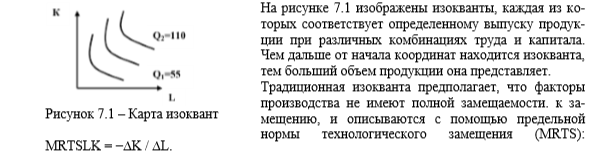 K
Q₂=110
Q₁=55
L
Рисунок 7.1 – Карта изоквант
MRTSLK = −∆K / ∆L.
На рисунке 7.1 изображены изокванты, каждая из ко-
торых соответствует определенному выпуску продук-
ции при различных комбинациях труда и капитала.
Чем дальше от начала координат находится изокванта,
тем больший объем продукции она представляет.
Традиционная изокванта предполагает, что факторы
производства не имеют полной замещаемости. к за-
мещению, и описываются с помощью предельной
нормы технологического замещения (MRTS):